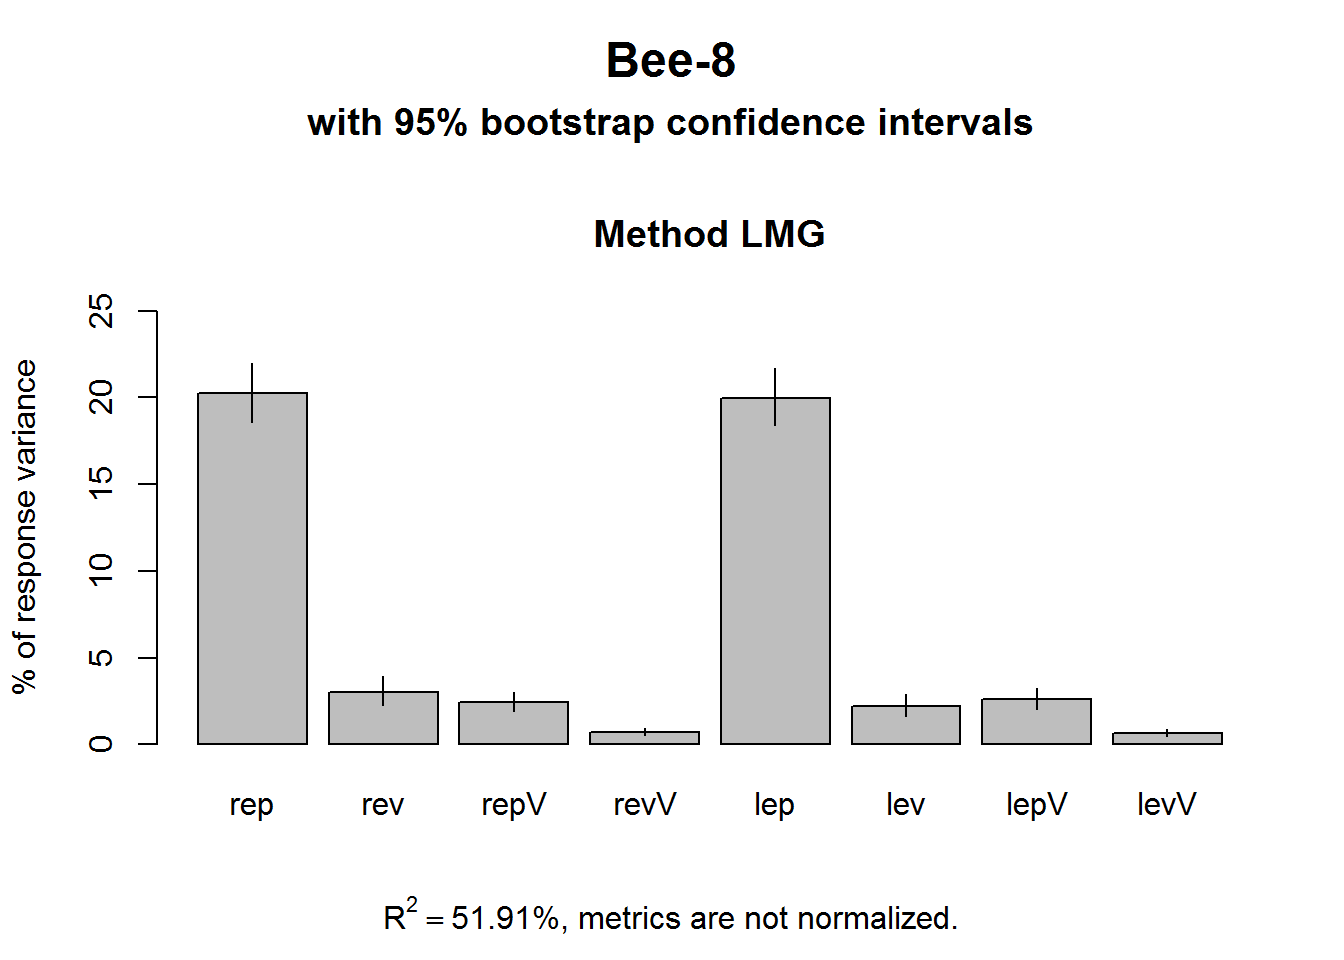 Bee-8
with 95% bootstrap confidence intervals
Method LMG
% of response variance
25
20
15
10
5
0
rep rev repV revV lep lev lepV levV
R² = 51.91%, metrics are not normalized.